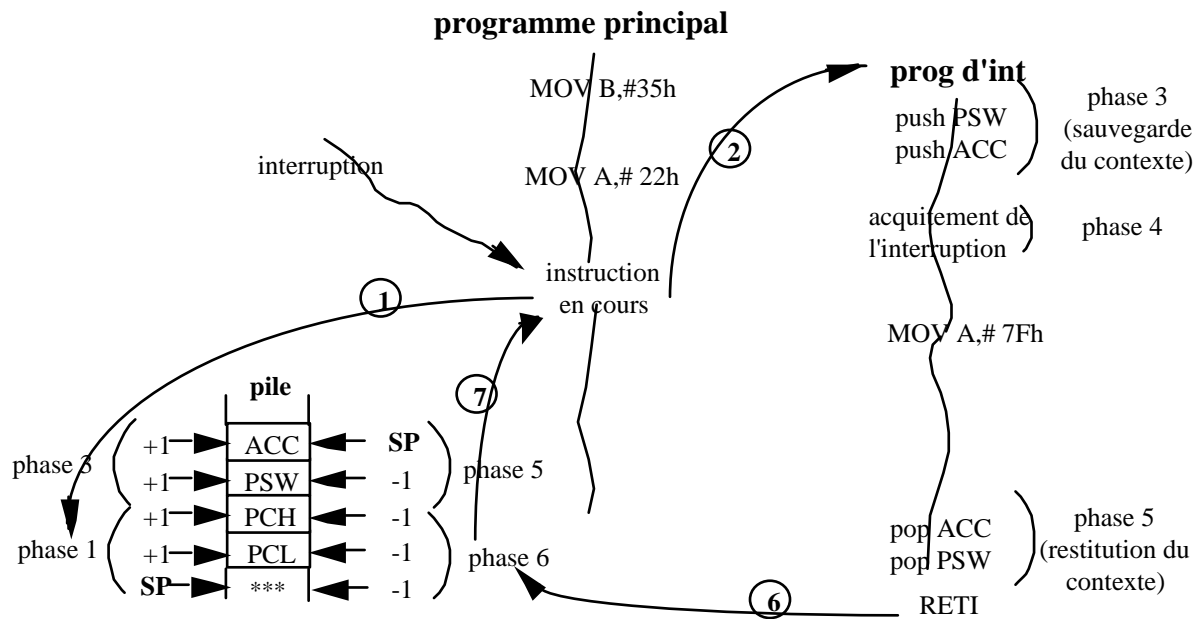 programme principal
MOV B,#35h
MOV A,# 22h
interruption
instruction
en cours
1
2
prog d'int
push PSW
push ACC
phase 3
(sauvegarde
du contexte)
acquitement de
l'interruption
phase 4
MOV A,# 7Fh
pop ACC
pop PSW
phase 5
(restitution du
contexte)
RETI
6
7
pile
+1 ACC SP
+1 PSW -1
+1 PCH -1
+1 PCL -1
SP *** -1
phase 3
phase 1
phase 5
phase 6